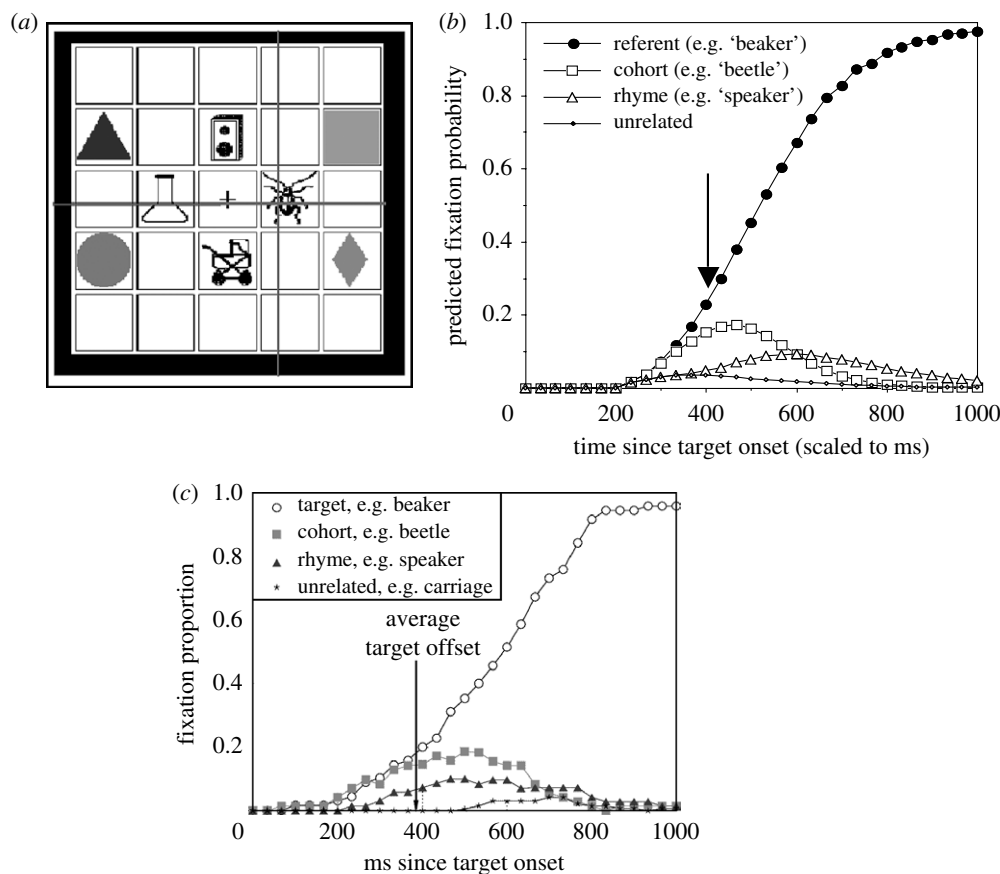 (a)
(b)
1.0
0.8
0.6
0.4
0.2
predicted fixation probability
referent (e.g. ‘beaker’)
cohort (e.g. ‘beetle’)
rhyme (e.g. ‘speaker’)
unrelated
0 200 400 600 800 1000
time since target onset (scaled to ms)
(c)
1.0
0.8
0.6
0.4
0.2
fixation proportion
target, e.g. beaker
cohort, e.g. beetle
rhyme, e.g. speaker
unrelated, e.g. carriage
average
target offset
0 200 400 600 800 1000
ms since target onset